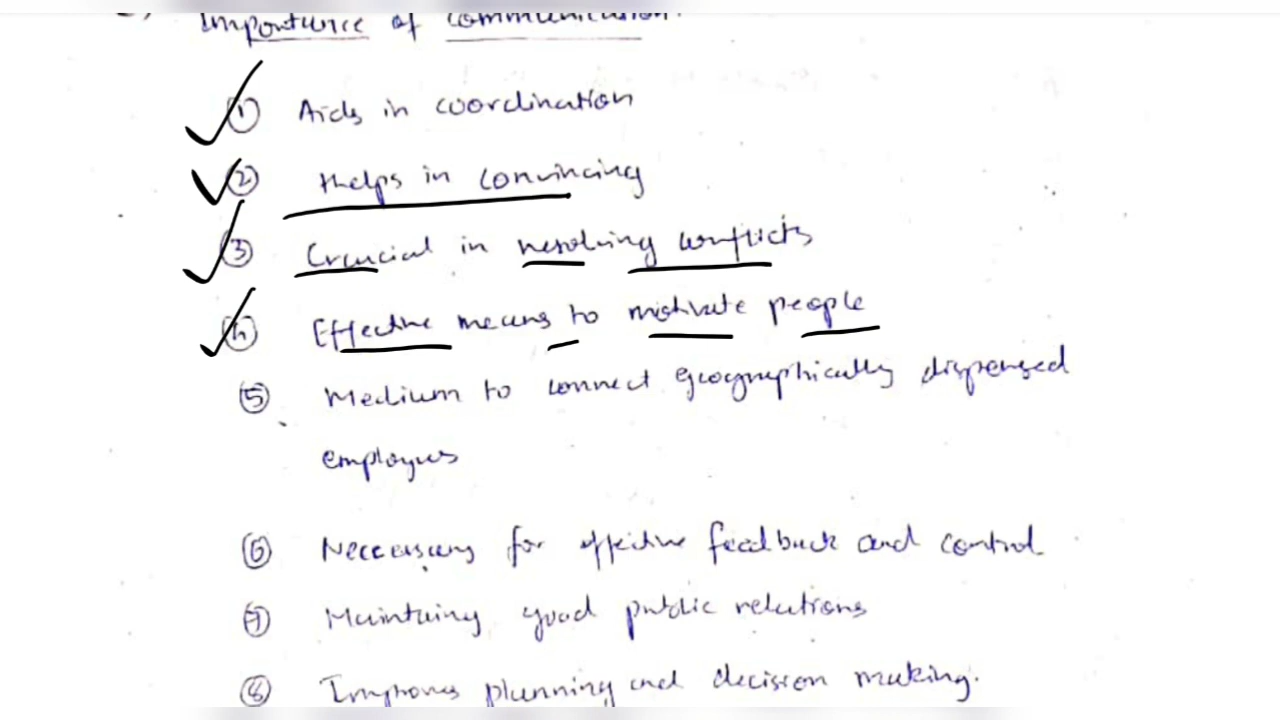 Importance of communication.
① Aids in coordination
② Helps in convincing
③ Crucial in resolving conflicts
④ Effective means to motivate people
⑤ Medium to connect geographically dispersed
employees
⑥ Necessary for effective feedback and control
⑦ Maintaing good public relations
⑧ Improves planning and decision making.